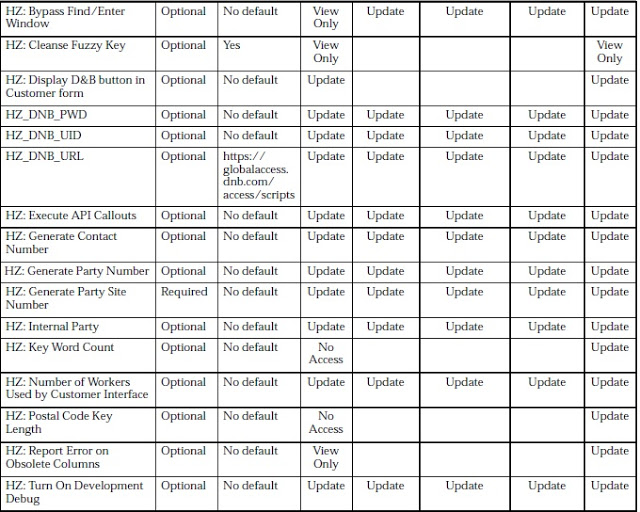 HZ: Bypass Find/Enter Optional No default View Update Update Update Update
Window Only
HZ: Cleanse Fuzzy Key Optional Yes View View
Only Only
HZ: Display D&B button in Optional No default Update Update
Customer form
HZ_DNB_PWD Optional No default Update Update Update Update Update
HZ_DNB_UID Optional No default Update Update Update Update Update
HZ_DNB_URL Optional https:// Update Update Update Update Update
globalaccess.
dnb.com/
access/scripts
HZ: Execute API Callouts Optional No default Update Update Update Update Update
HZ: Generate Contact Optional No default Update Update Update Update Update
Number
HZ: Generate Party Number Optional No default Update Update Update Update Update
HZ: Generate Party Site Required No default Update Update Update Update Update
Number
HZ: Internal Party Optional No default Update Update Update Update Update
HZ: Key Word Count Optional No default No Update
Access
HZ: Number of Workers Optional No default Update Update Update Update Update
Used by Customer Interface
HZ: Postal Code Key Optional No default No Update
Length Access
HZ: Report Error on Optional No default View Update
Obsolete Columns Only
HZ: Turn On Development Optional No default Update Update Update Update Update
Debug